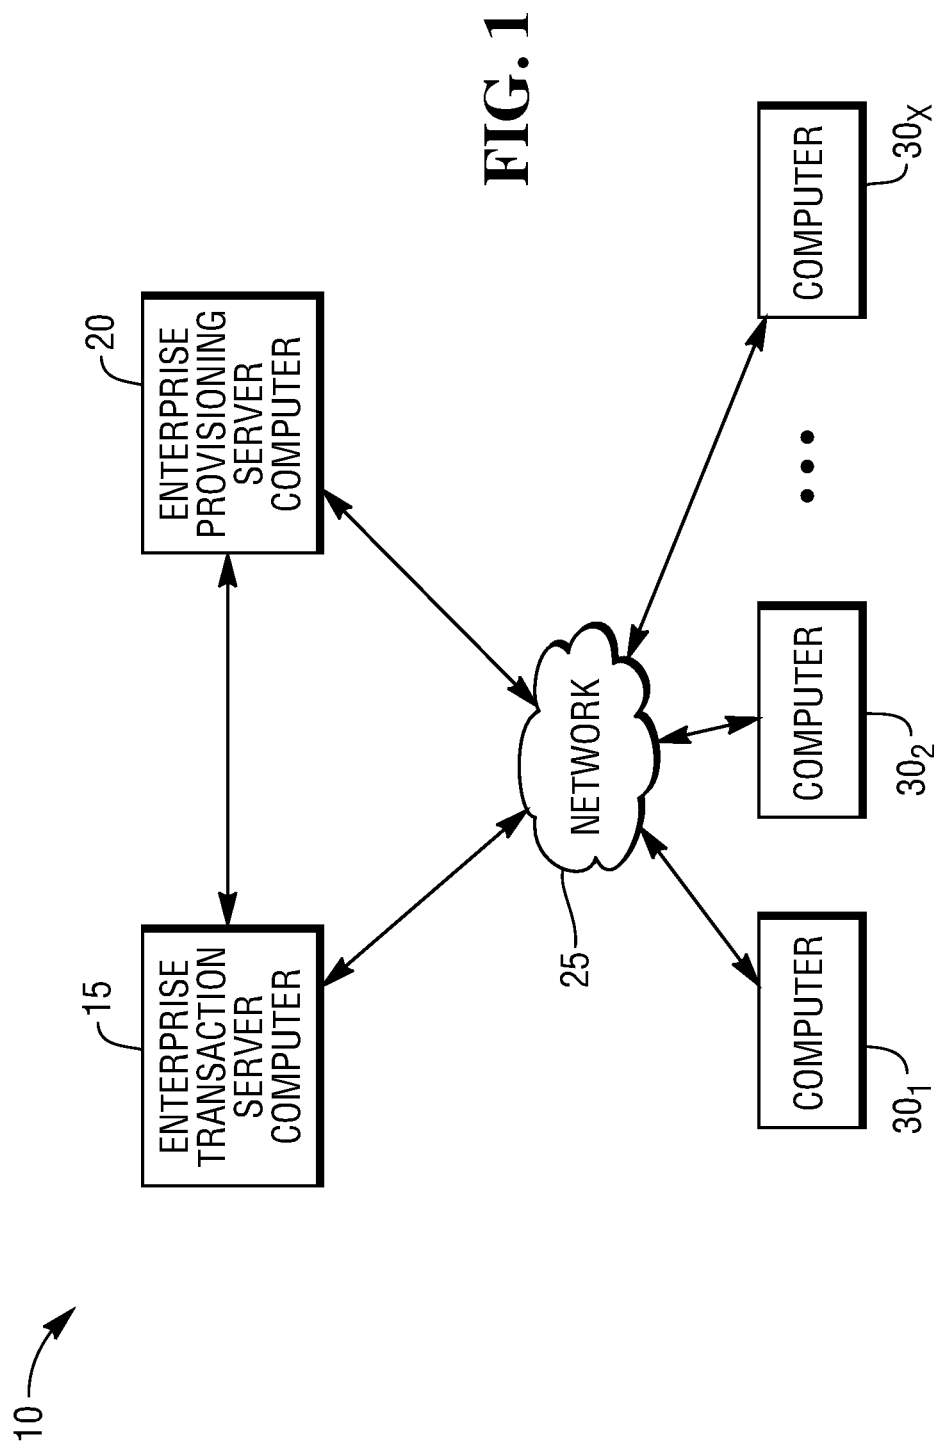 10
15
ENTERPRISE
TRANSACTION
SERVER
COMPUTER
20
ENTERPRISE
PROVISIONING
SERVER
COMPUTER
25
NETWORK
COMPUTER
30₁
COMPUTER
30₂
COMPUTER
30ₓ
FIG. 1